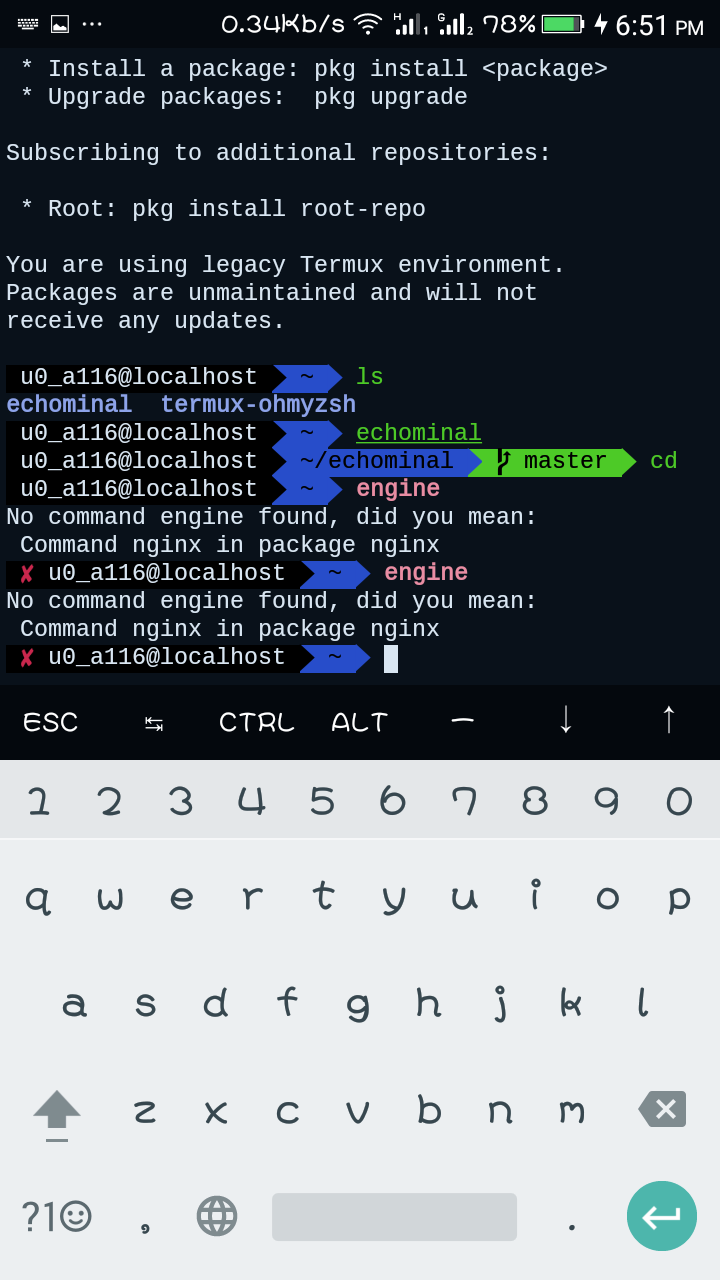 0.34Kb/s H 1 G 2 78% 6:51 PM
* Install a package: pkg install <package>
* Upgrade packages:  pkg upgrade
Subscribing to additional repositories:
* Root: pkg install root-repo
You are using legacy Termux environment.
Packages are unmaintained and will not
receive any updates.
u0_a116@localhost ~ ls
echominal  termux-ohmyzsh
u0_a116@localhost ~ echominal
u0_a116@localhost ~/echominal master cd
u0_a116@localhost ~ engine
No command engine found, did you mean:
Command nginx in package nginx
✘ u0_a116@localhost ~ engine
No command engine found, did you mean:
Command nginx in package nginx
✘ u0_a116@localhost ~
ESC ↹ CTRL ALT — ↓ ↑
1 2 3 4 5 6 7 8 9 0
q w e r t y u i o p
a s d f g h j k l
z x c v b n m
?1☺ , .